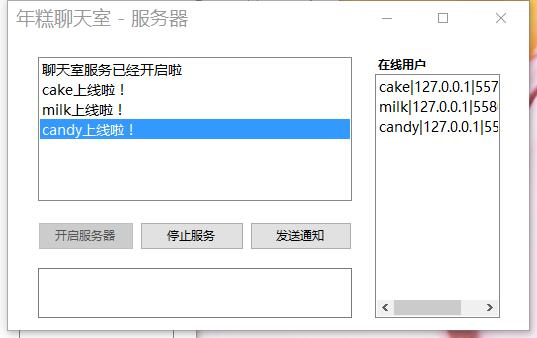 年糕聊天室 - 服务器
聊天室服务已经开启啦
cake上线啦！
milk上线啦！
candy上线啦！
在线用户
cake|127.0.0.1|557
milk|127.0.0.1|558
candy|127.0.0.1|55
开启服务器 停止服务 发送通知